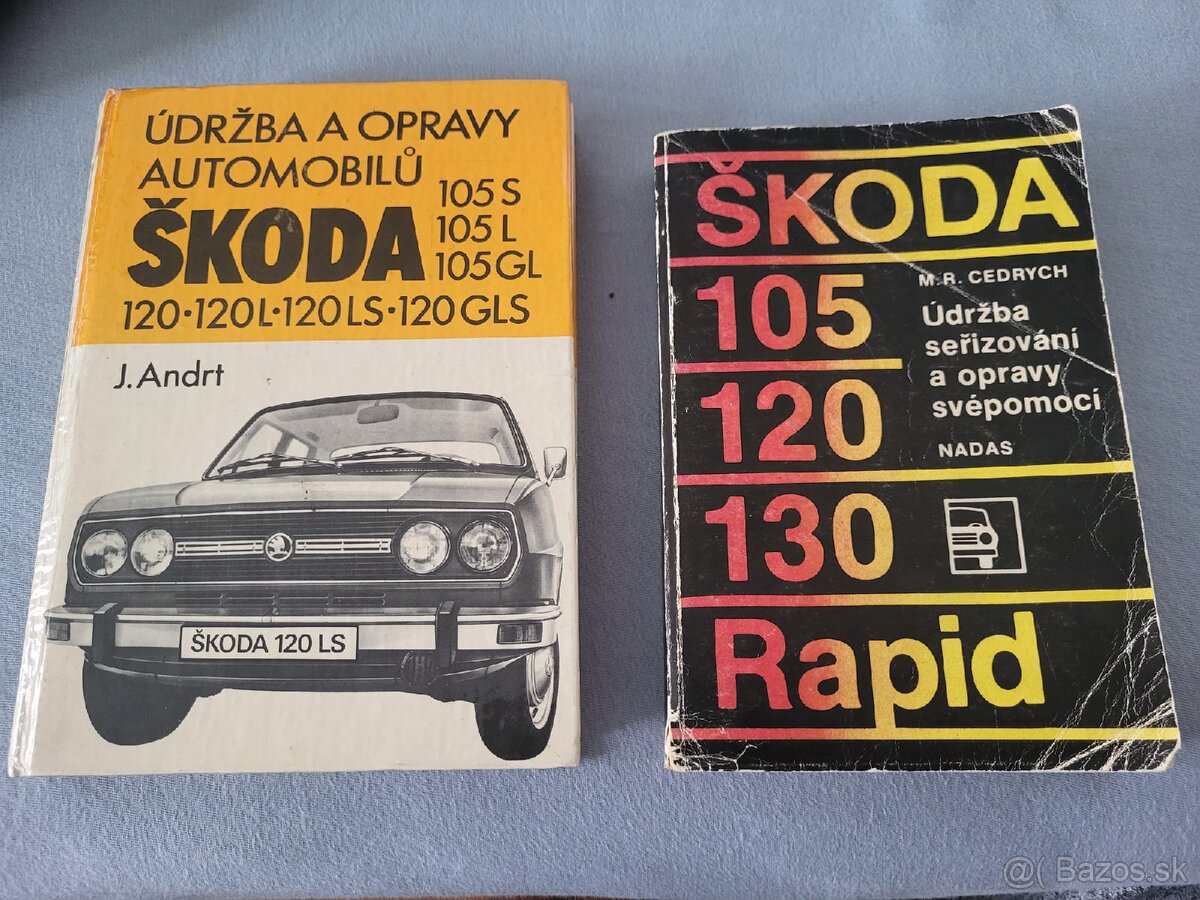 ÚDRŽBA A OPRAVY
AUTOMOBILŮ
ŠKODA
105 S
105 L
105 GL
120 • 120 L • 120 LS • 120 GLS
J. Andrt
ŠKODA 120 LS
ŠKODA
105
120
130
Rapid
M. R. CEDRYCH
Údržba
seřizování
a opravy
svépomocí
NADAS
@( Bazos.sk